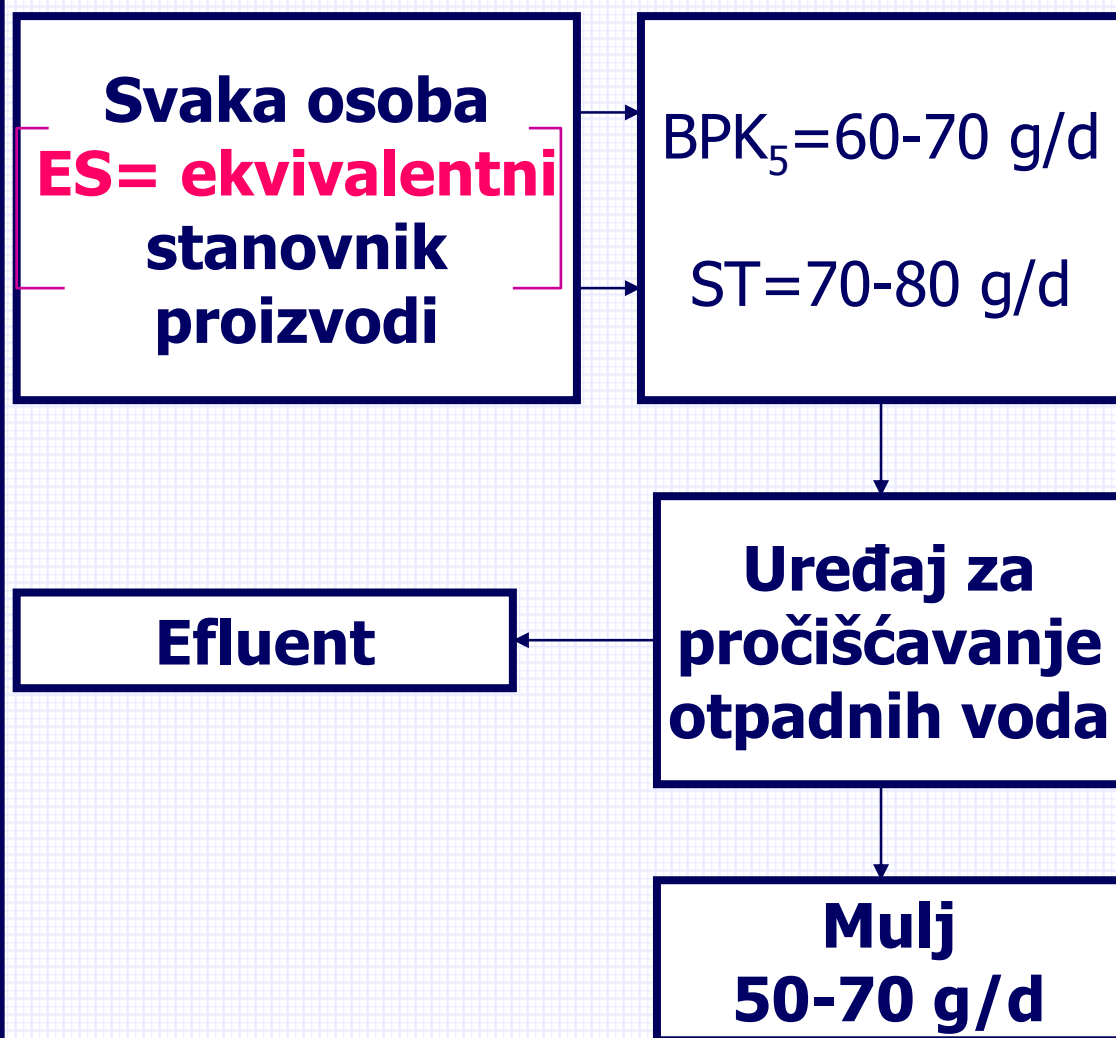 Svaka osoba
ES= ekvivalentni
stanovnik
proizvodi
BPK₅=60-70 g/d
ST=70-80 g/d
Uređaj za
pročišćavanje
otpadnih voda
Efluent
Mulj
50-70 g/d